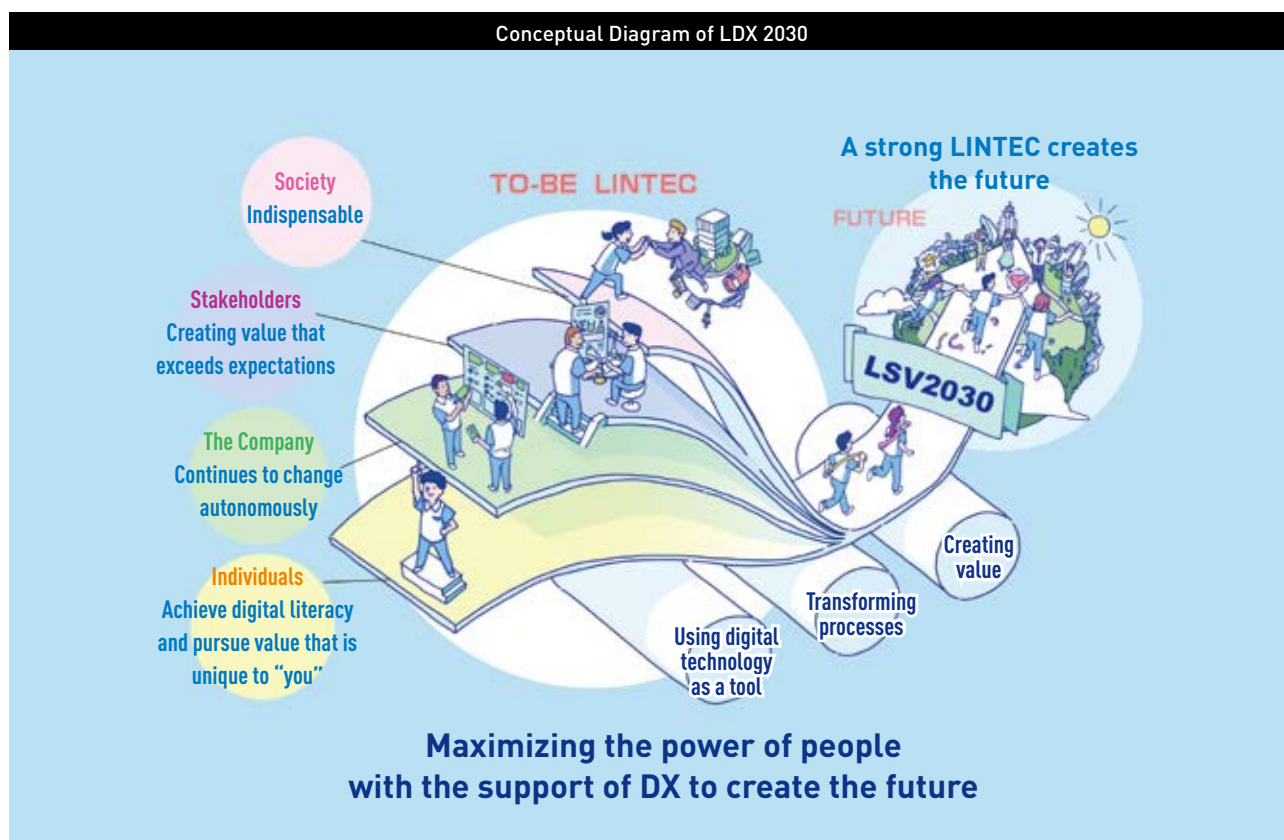 Conceptual Diagram of LDX 2030
Society
Indispensable
Stakeholders
Creating value that
exceeds expectations
The Company
Continues to change
autonomously
Individuals
Achieve digital literacy
and pursue value that is
unique to “you”
TO-BE LINTEC
A strong LINTEC creates
the future
FUTURE
LSV2030
Creating
value
Transforming
processes
Using digital
technology
as a tool
Maximizing the power of people
with the support of DX to create the future